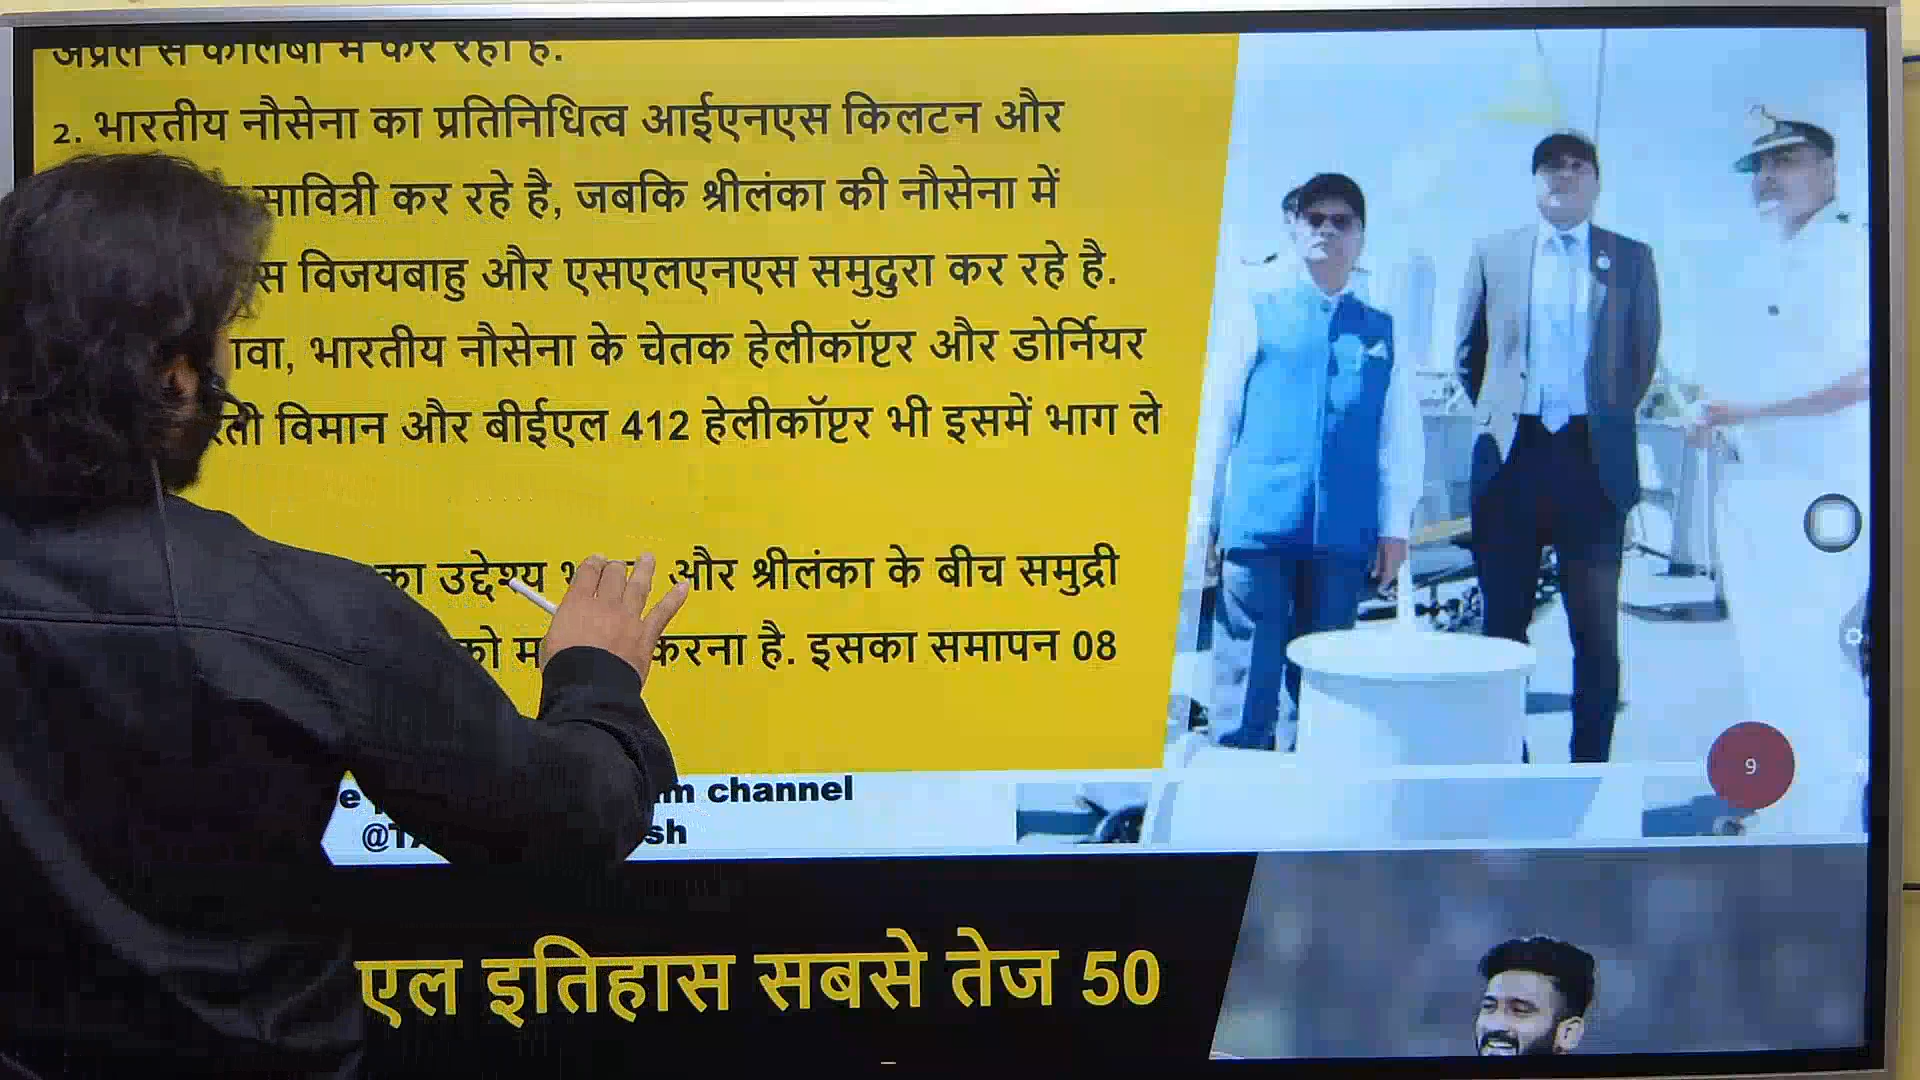 अप्रैल से कोलंबो में कर रहा है.
2. भारतीय नौसेना का प्रतिनिधित्व आईएनएस किलटन और
सावित्री कर रहे है, जबकि श्रीलंका की नौसेना में
स विजयबाहु और एसएलएनएस समुदुरा कर रहे है.
वा, भारतीय नौसेना के चेतक हेलीकॉप्टर और डोर्नियर
ती विमान और बीईएल 412 हेलीकॉप्टर भी इसमें भाग ले
का उद्देश्य और श्रीलंका के बीच समुद्री
को करना है. इसका समापन 08
channel
9
एल इतिहास सबसे तेज 50